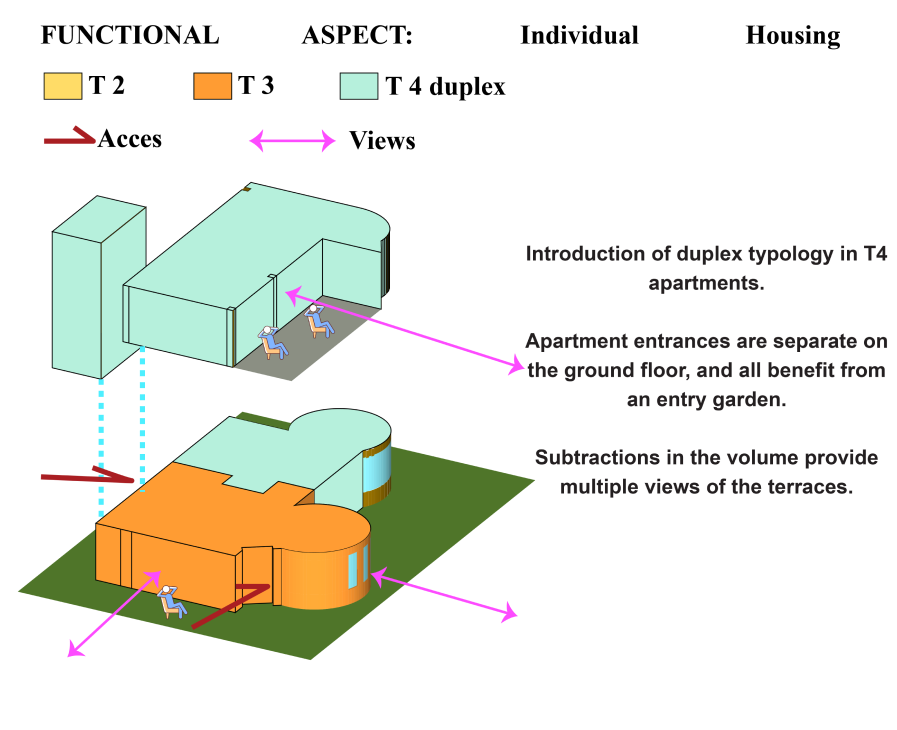 FUNCTIONAL ASPECT: Individual Housing
T 2 T 3 T 4 duplex
Acces Views
Introduction of duplex typology in T4
apartments.
Apartment entrances are separate on
the ground floor, and all benefit from
an entry garden.
Subtractions in the volume provide
multiple views of the terraces.